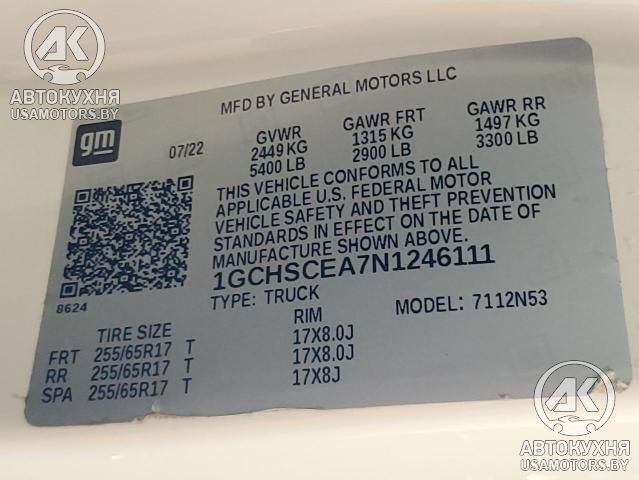 AK
АВТОКУХНЯ
USAMOTORS.BY
MFD BY GENERAL MOTORS LLC
gm
07/22
GVWR GAWR FRT GAWR RR
2449 KG 1315 KG 1497 KG
5400 LB 2900 LB 3300 LB
THIS VEHICLE CONFORMS TO ALL
APPLICABLE U.S. FEDERAL MOTOR
VEHICLE SAFETY AND THEFT PREVENTION
STANDARDS IN EFFECT ON THE DATE OF
MANUFACTURE SHOWN ABOVE.
1GCHSCEA7N1246111
8624
TYPE: TRUCK MODEL: 7112N53
TIRE SIZE RIM
FRT 255/65R17 T 17X8.0J
RR 255/65R17 T 17X8.0J
SPA 255/65R17 T 17X8J
AK
АВТОКУХНЯ
USAMOTORS.BY